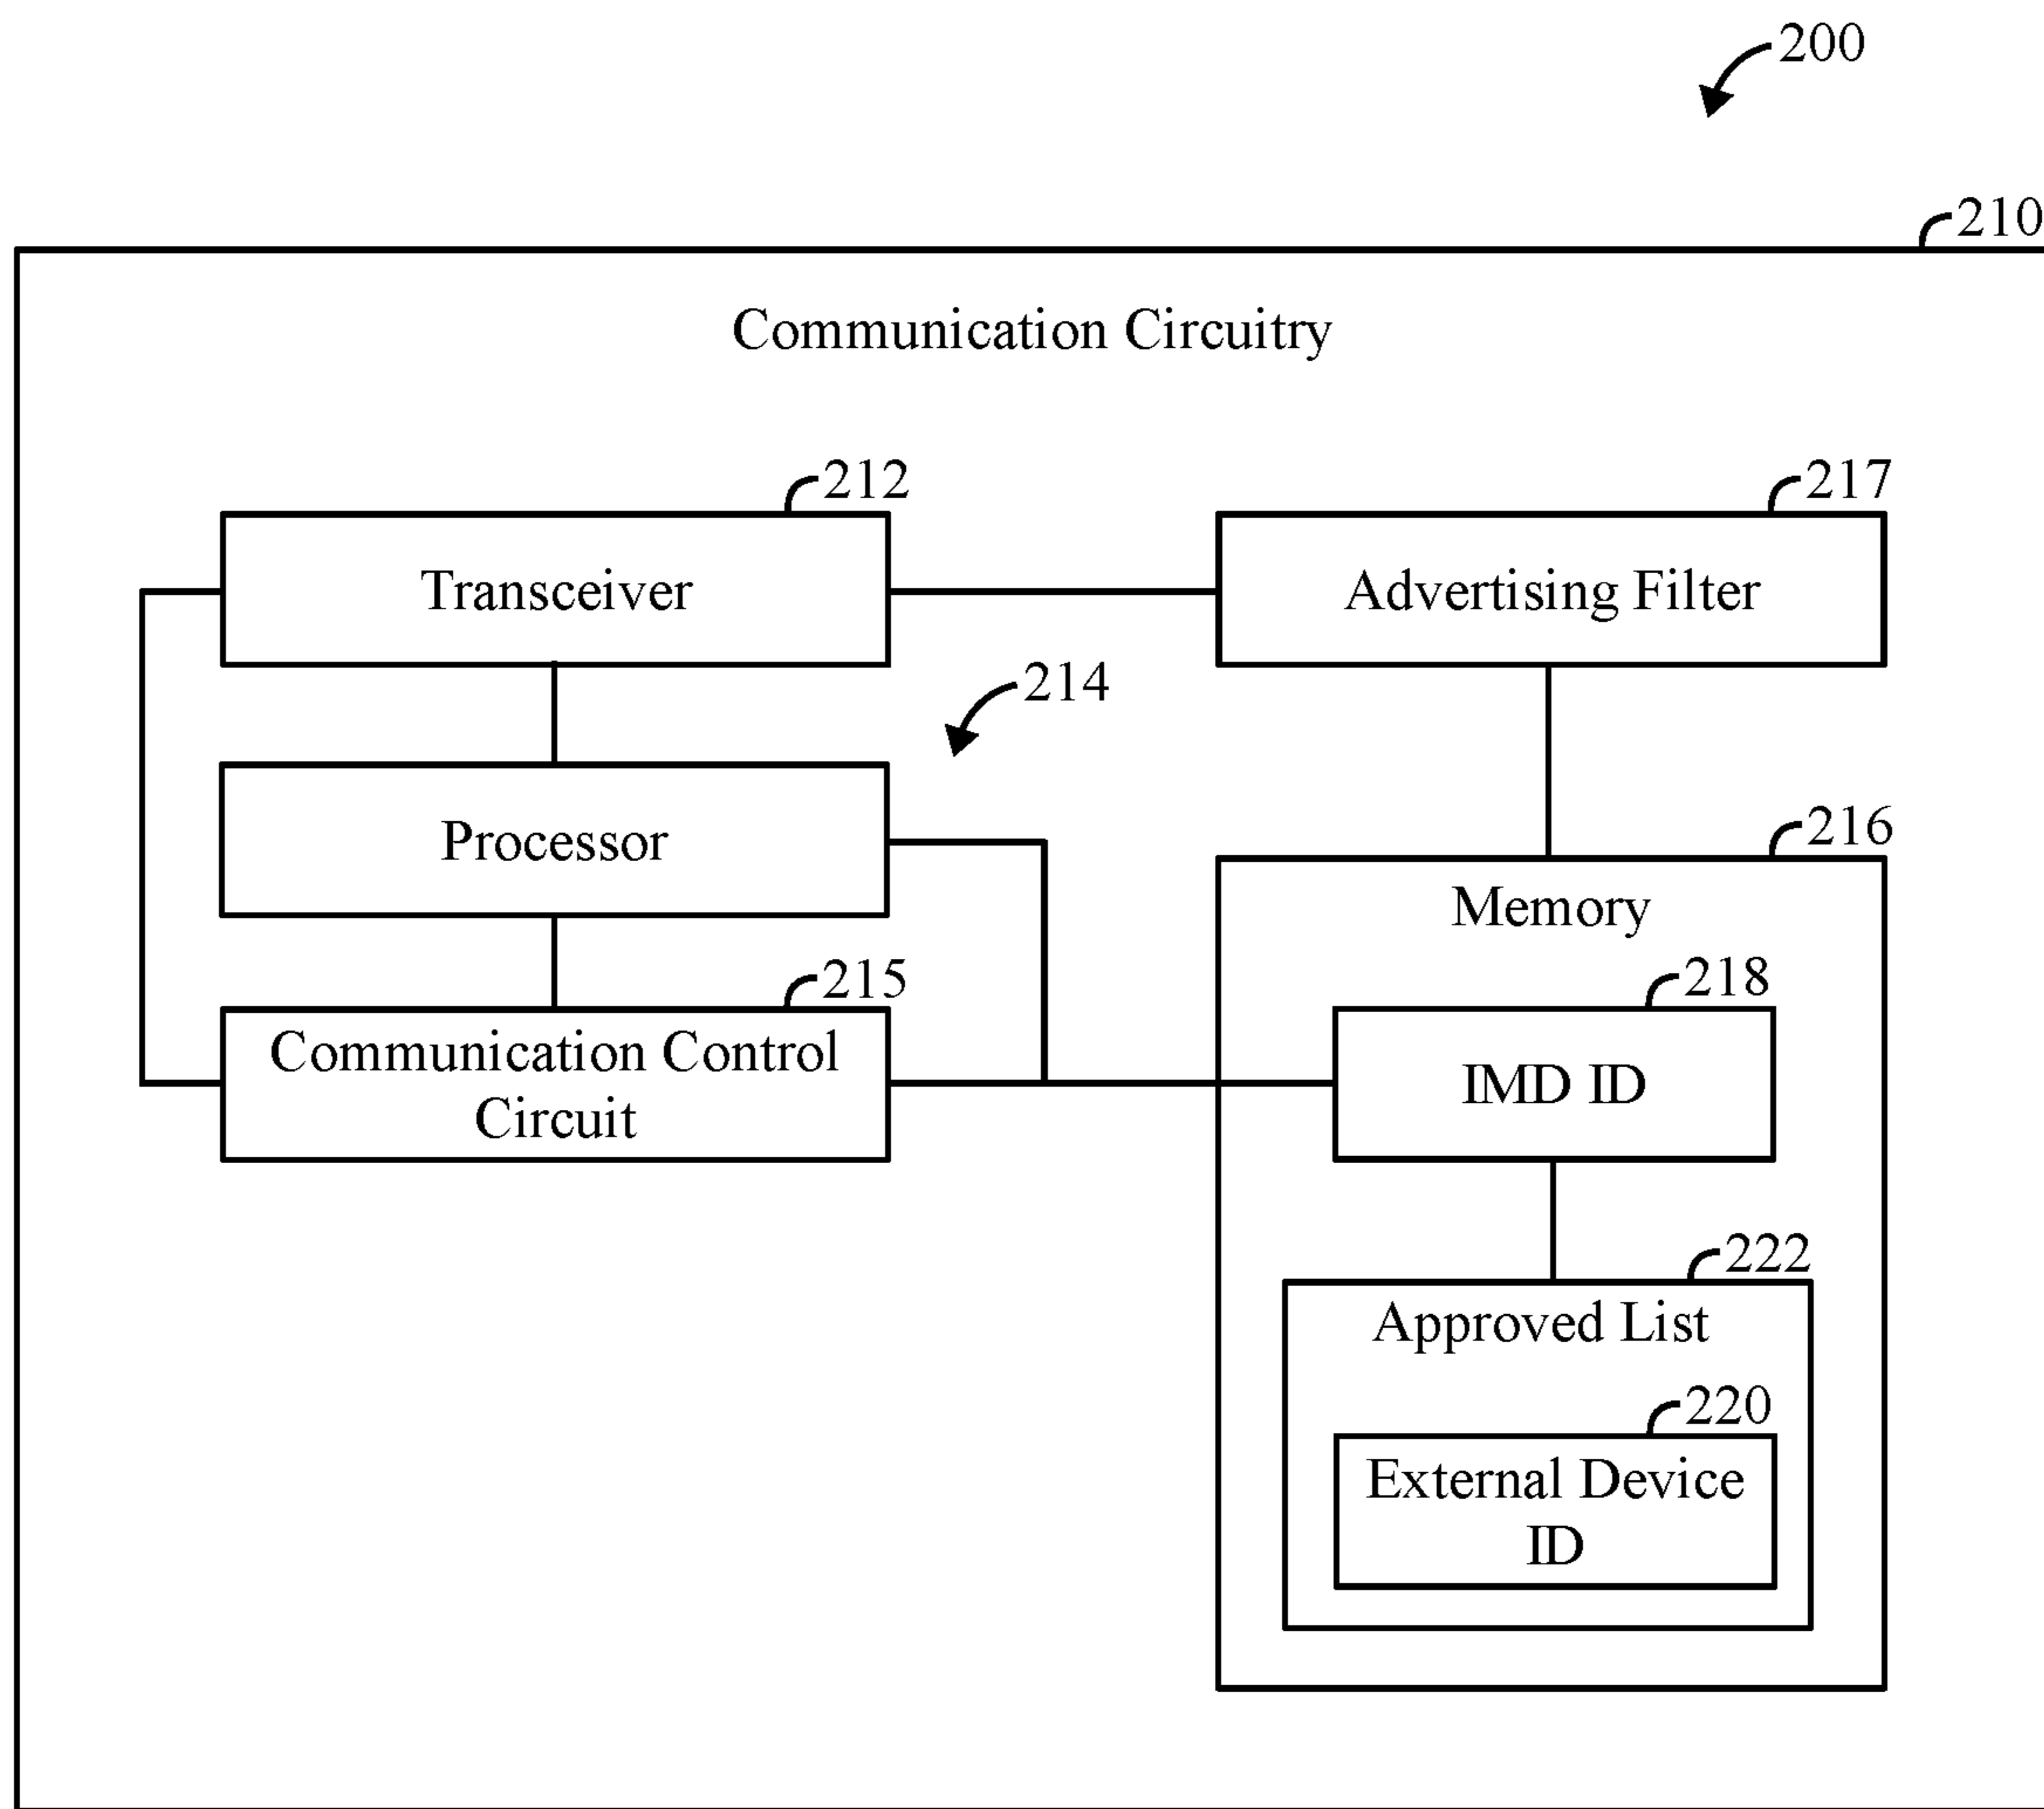 200
210
Communication Circuitry
212
217
Transceiver
Advertising Filter
214
Processor
216
Memory
215
218
Communication Control
Circuit
IMD ID
222
Approved List
220
External Device
ID